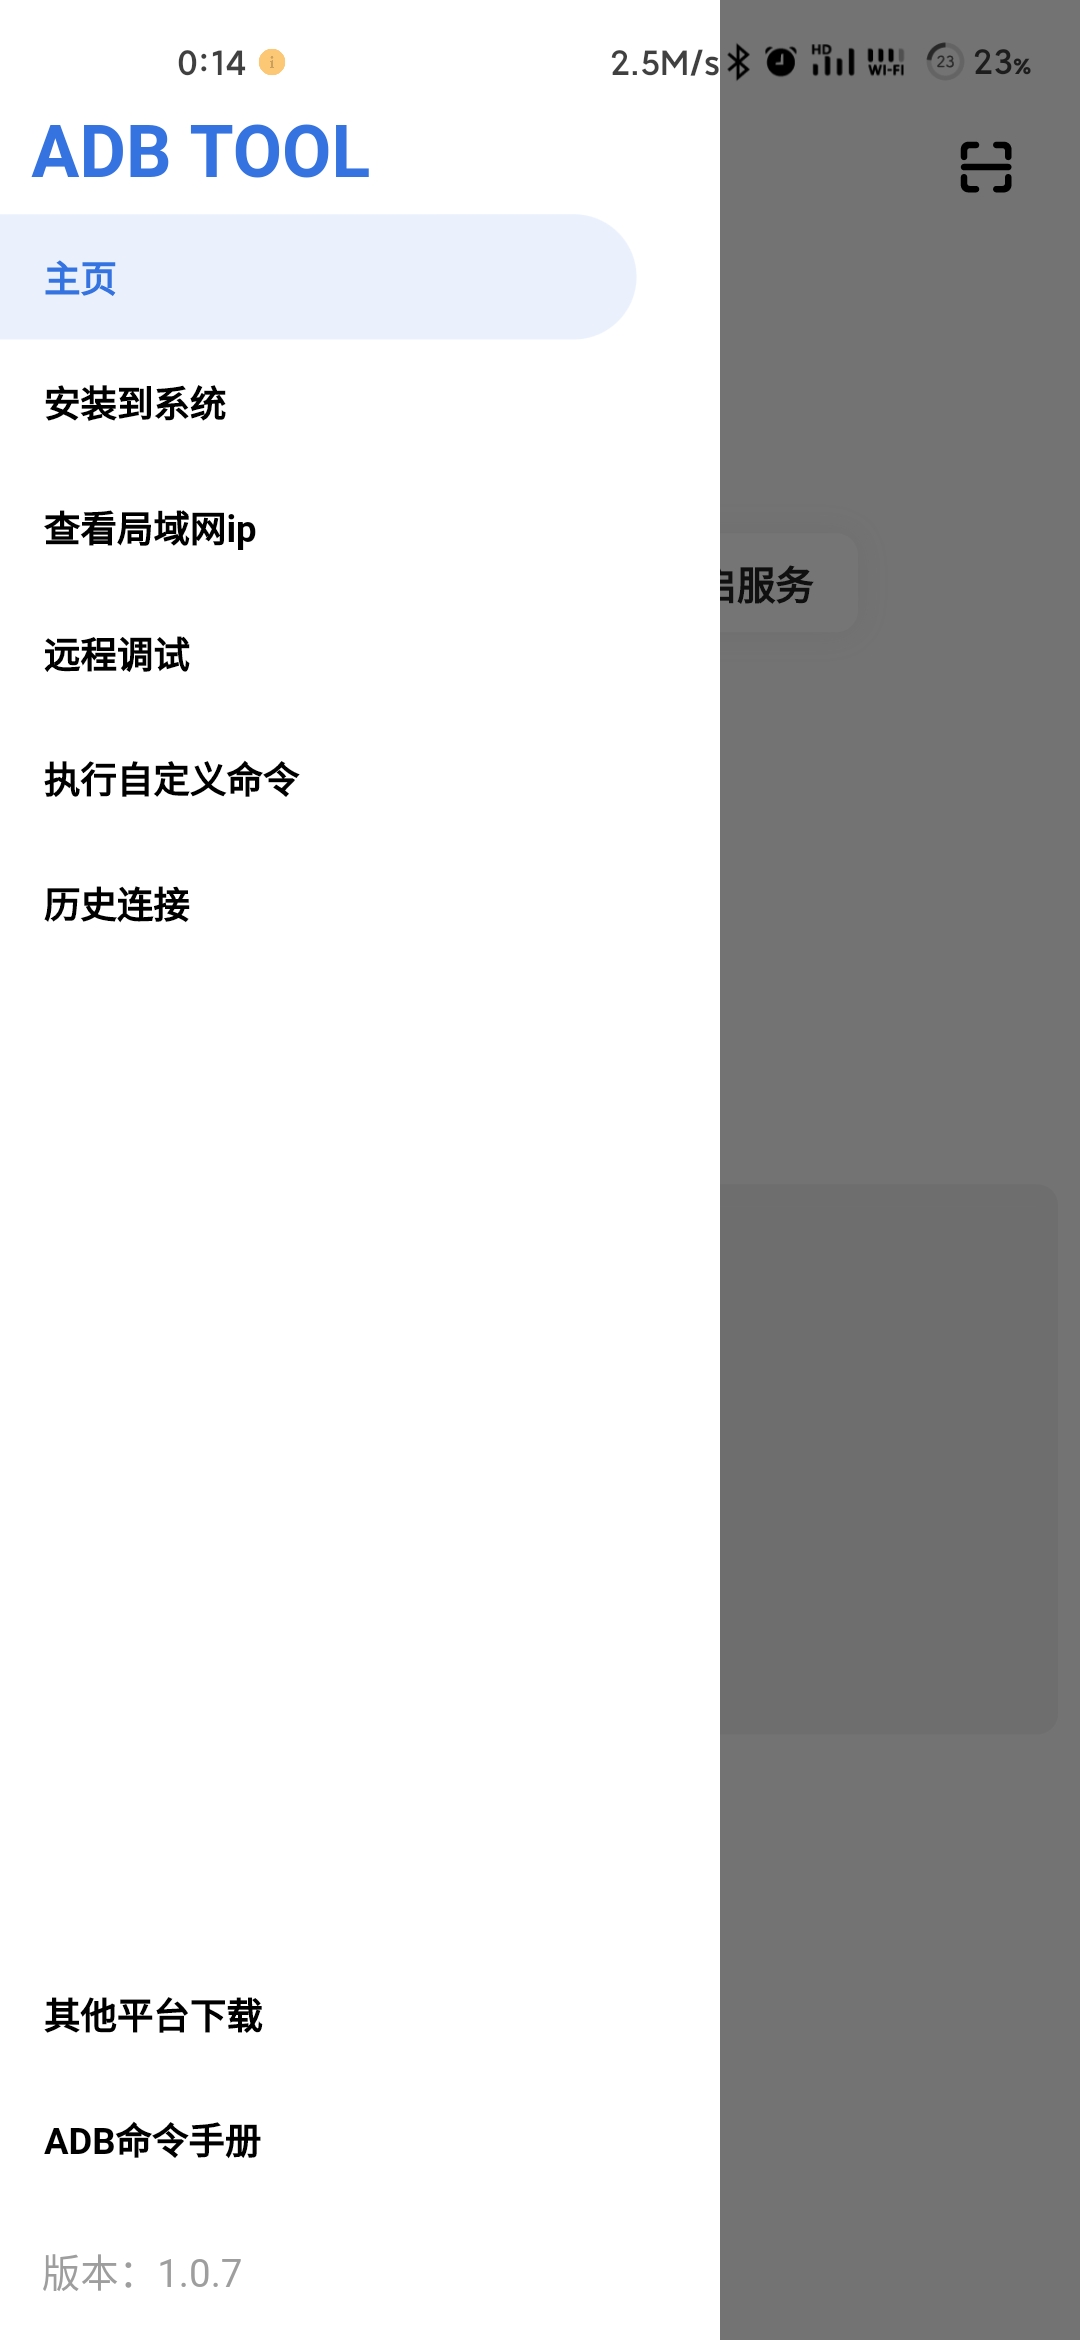 0:14 2.5M/s HD WI-FI 23 23%
ADB TOOL
主页
安装到系统
查看局域网ip
启服务
远程调试
执行自定义命令
历史连接
其他平台下载
ADB命令手册
版本：1.0.7